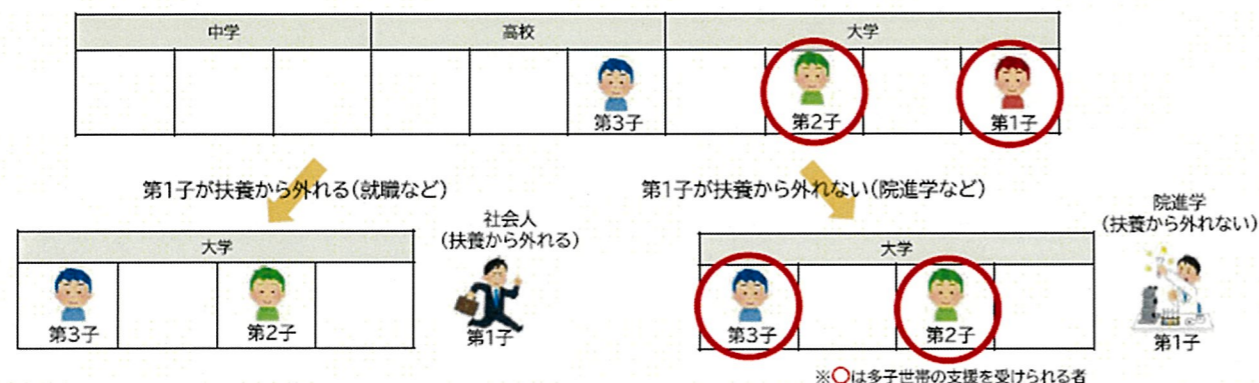 中学 高校 大学
第3子 第2子 第1子
第1子が扶養から外れる(就職など)
第1子が扶養から外れない(院進学など)
社会人
(扶養から外れる)
院進学
(扶養から外れない)
大学
第3子 第2子
第1子
大学
第3子 第2子
第1子
※○は多子世帯の支援を受けられる者